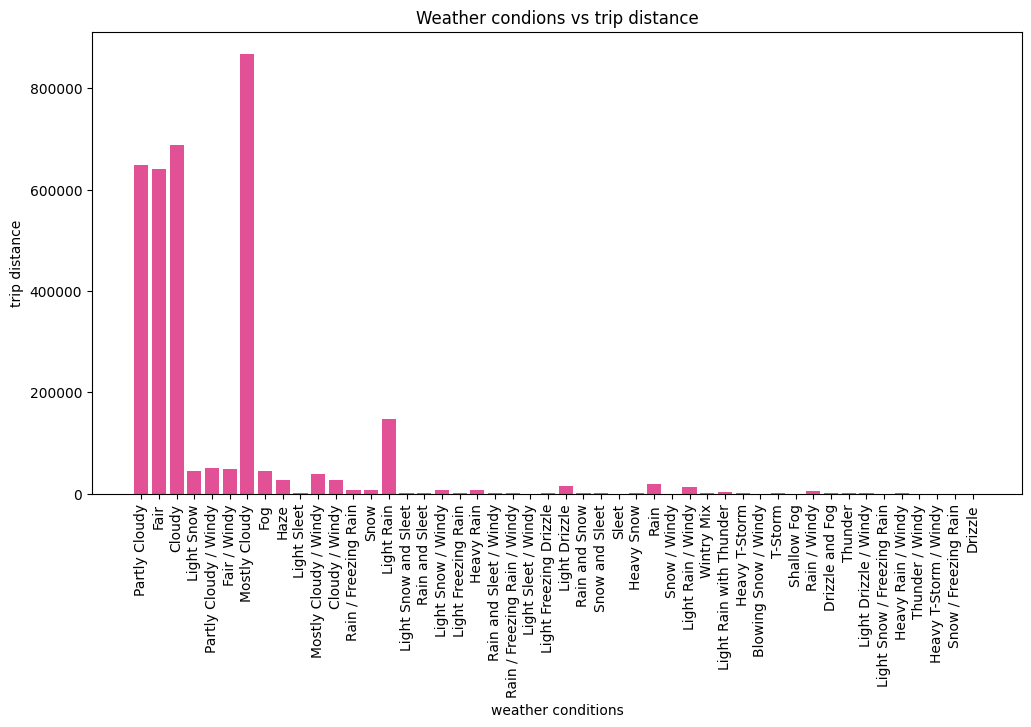 Weather condions vs trip distance
trip distance
800000
600000
400000
200000
0
Partly Cloudy
Fair
Cloudy
Light Snow
Partly Cloudy / Windy
Fair / Windy
Mostly Cloudy
Fog
Haze
Light Sleet
Mostly Cloudy / Windy
Cloudy / Windy
Rain / Freezing Rain
Snow
Light Rain
Light Snow and Sleet
Rain and Sleet
Light Snow / Windy
Light Freezing Rain
Heavy Rain
Rain and Sleet / Windy
Rain / Freezing Rain / Windy
Light Sleet / Windy
Light Freezing Drizzle
Light Drizzle
Rain and Snow
Snow and Sleet
Sleet
Heavy Snow
Rain
Snow / Windy
Light Rain / Windy
Wintry Mix
Light Rain with Thunder
Heavy T-Storm
Blowing Snow / Windy
T-Storm
Shallow Fog
Rain / Windy
Drizzle and Fog
Thunder
Light Drizzle / Windy
Light Snow / Freezing Rain
Heavy Rain / Windy
Thunder / Windy
Heavy T-Storm / Windy
Snow / Freezing Rain
Drizzle
weather conditions